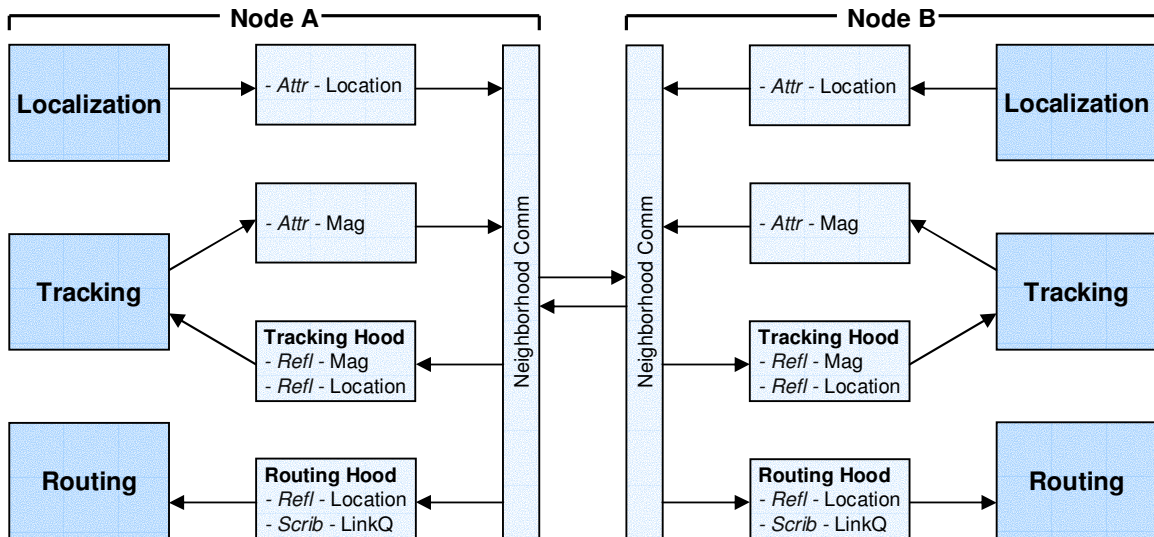 Node A
Node B
Localization
- Attr - Location
- Attr - Location
Localization
Tracking
- Attr - Mag
Tracking Hood
- Refl - Mag
- Refl - Location
Neighborhood Comm
Neighborhood Comm
- Attr - Mag
Tracking Hood
- Refl - Mag
- Refl - Location
Tracking
Routing
Routing Hood
- Refl - Location
- Scrib - LinkQ
Routing Hood
- Refl - Location
- Scrib - LinkQ
Routing